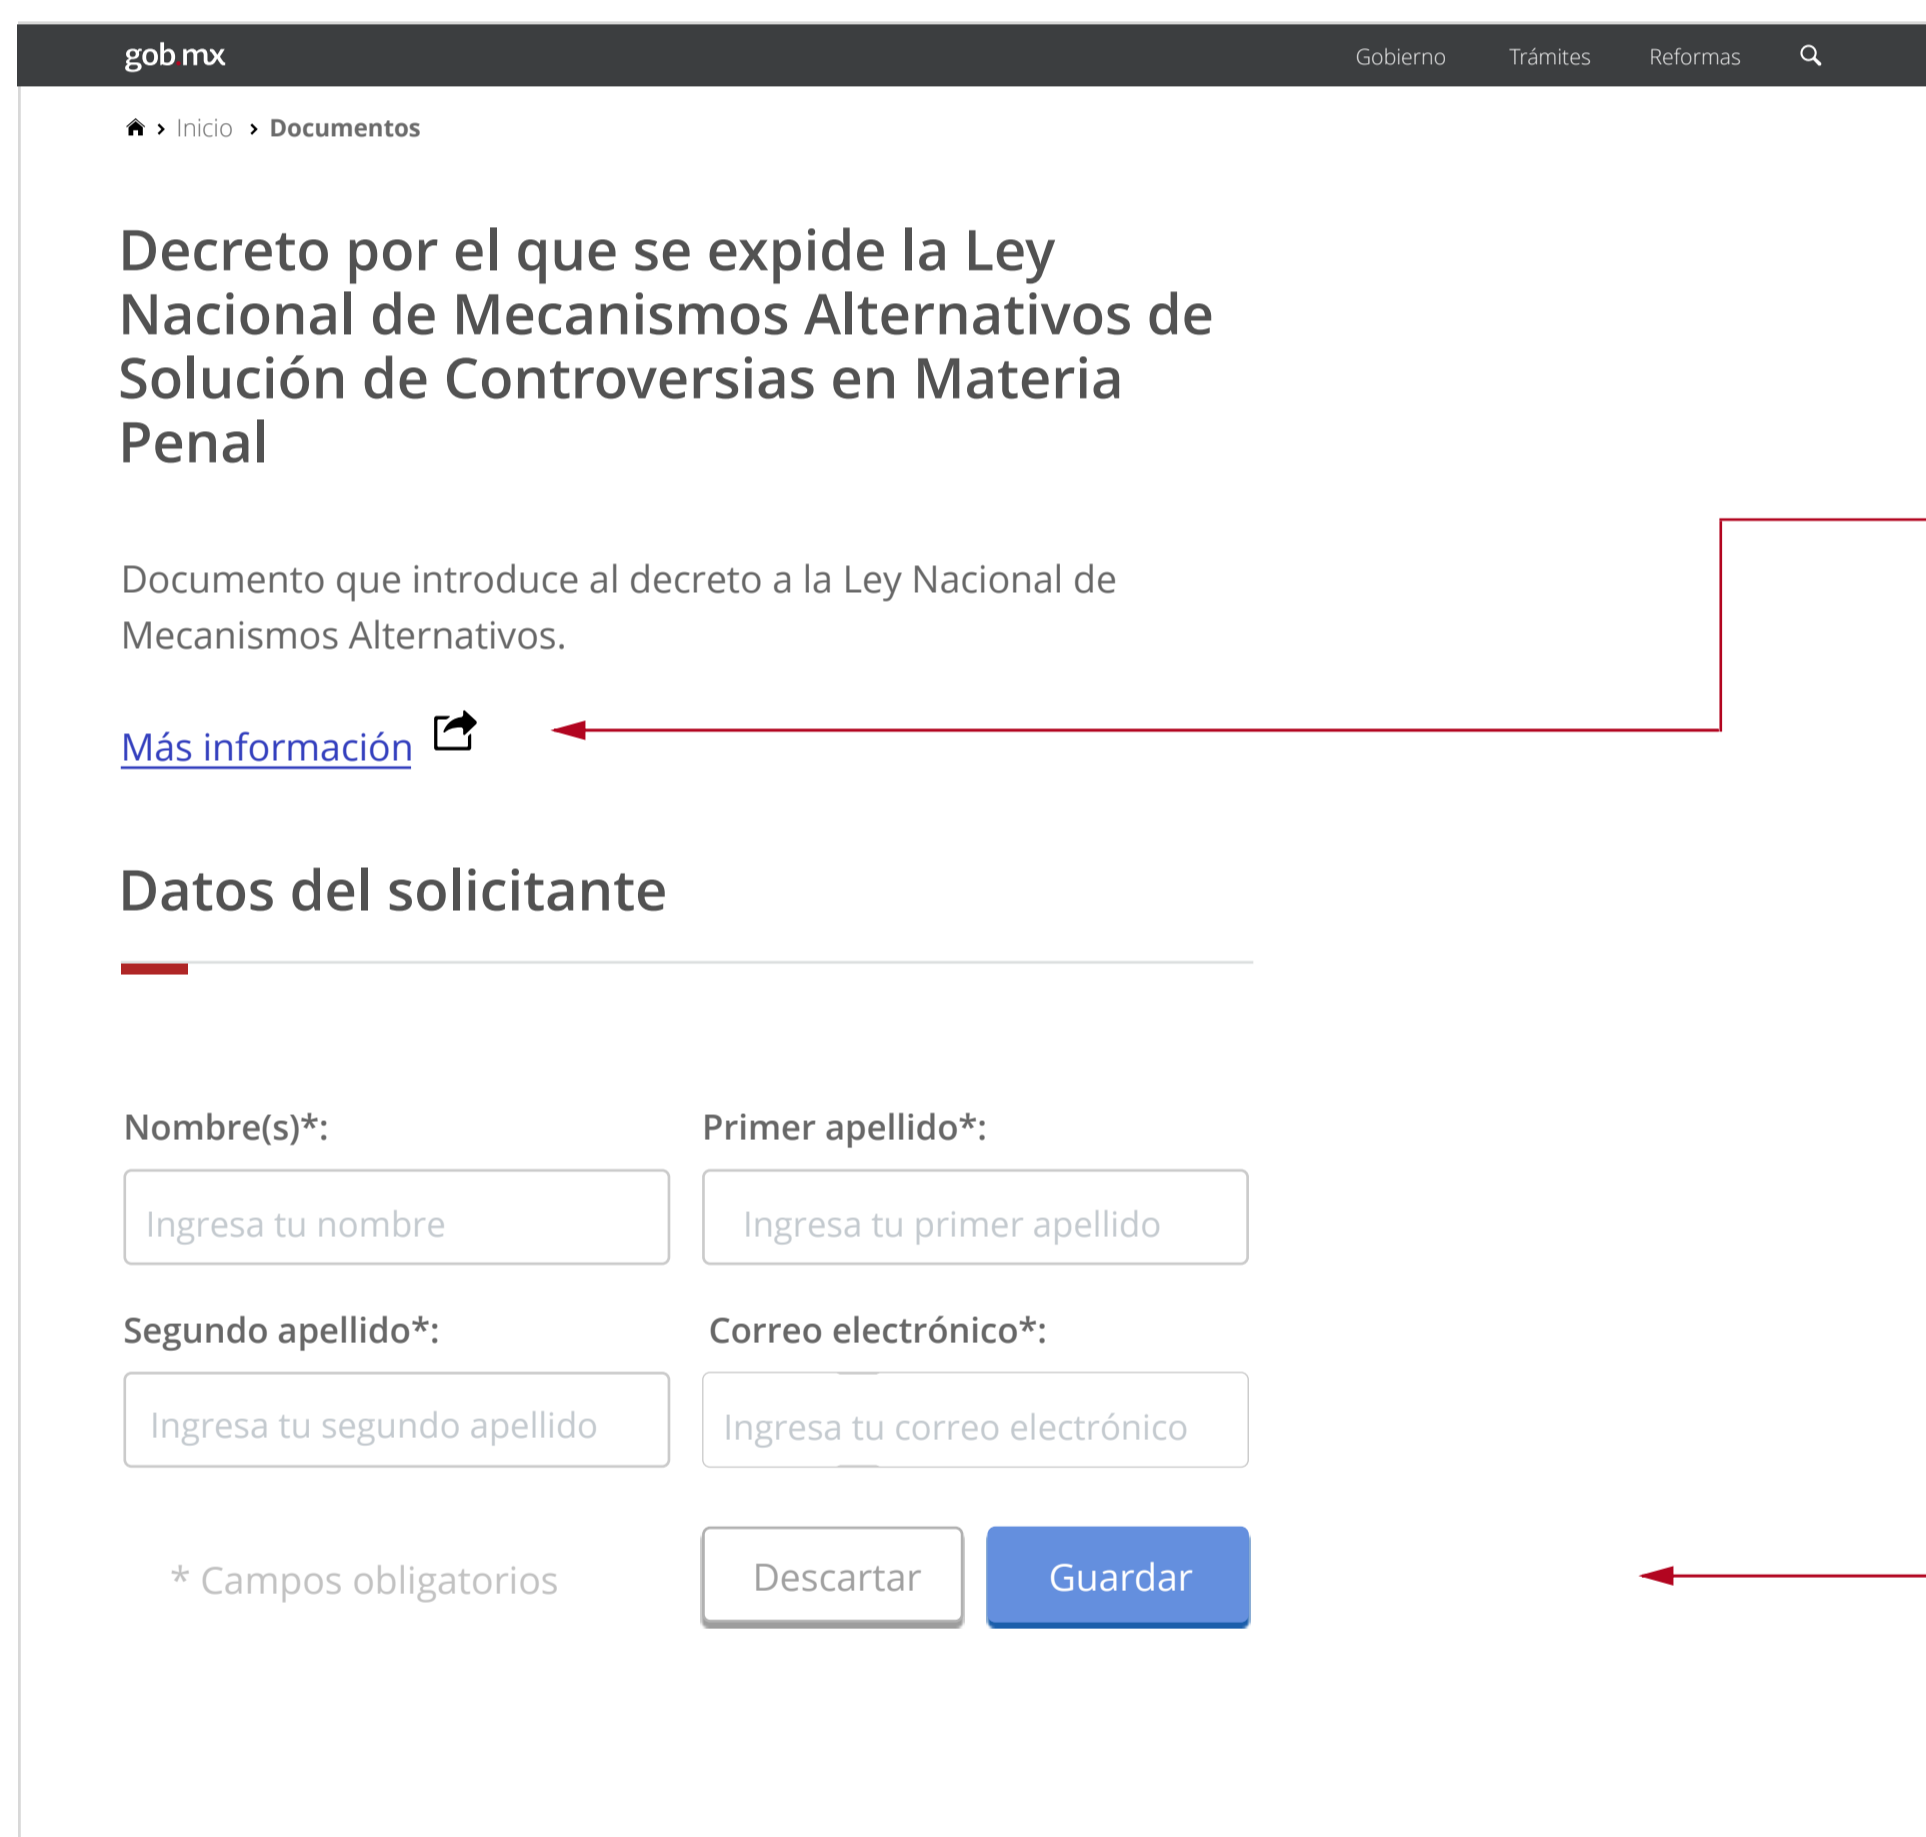 gob.mx
Gobierno Trámites Reformas
Inicio Documentos
Decreto por el que se expide la Ley
Nacional de Mecanismos Alternativos de
Solución de Controversias en Materia
Penal
Documento que introduce al decreto a la Ley Nacional de
Mecanismos Alternativos.
Más información
Datos del solicitante
Nombre(s)*: Primer apellido*:
Ingresa tu nombre Ingresa tu primer apellido
Segundo apellido*: Correo electrónico*:
Ingresa tu segundo apellido Ingresa tu correo electrónico
* Campos obligatorios Descartar Guardar